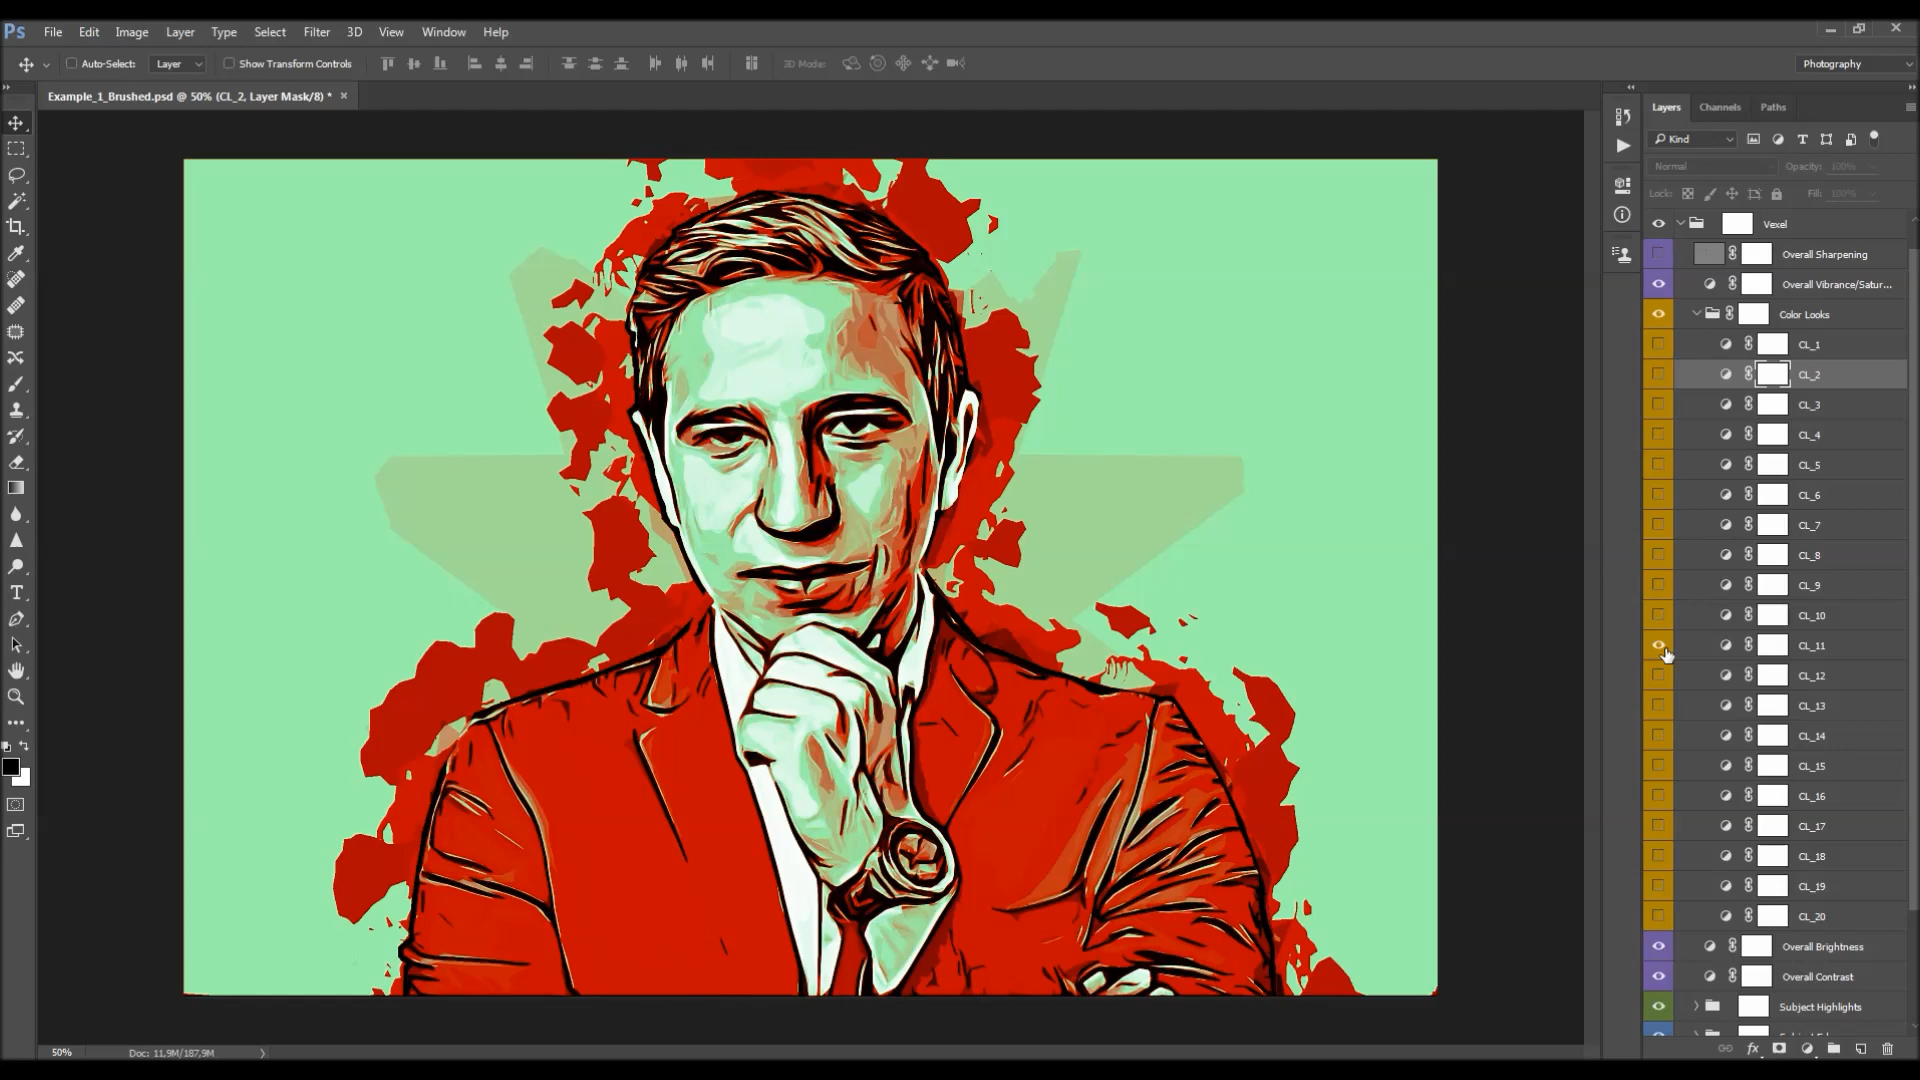 Ps File Edit Image Layer Type Select Filter 3D View Window Help
Auto-Select: Layer Show Transform Controls 3D Mode: Photography
Example_1_Brushed.psd @ 50% (CL_2, Layer Mask/8) * ×
Layers Channels Paths
Kind
Normal Opacity: 100%
Lock: Fill: 100%
Vexel
Overall Sharpening
Overall Vibrance/Satur...
Color Looks
CL_1
CL_2
CL_3
CL_4
CL_5
CL_6
CL_7
CL_8
CL_9
CL_10
CL_11
CL_12
CL_13
CL_14
CL_15
CL_16
CL_17
CL_18
CL_19
CL_20
Overall Brightness
Overall Contrast
Subject Highlights
50% Doc: 11,9M/187,9M
fx